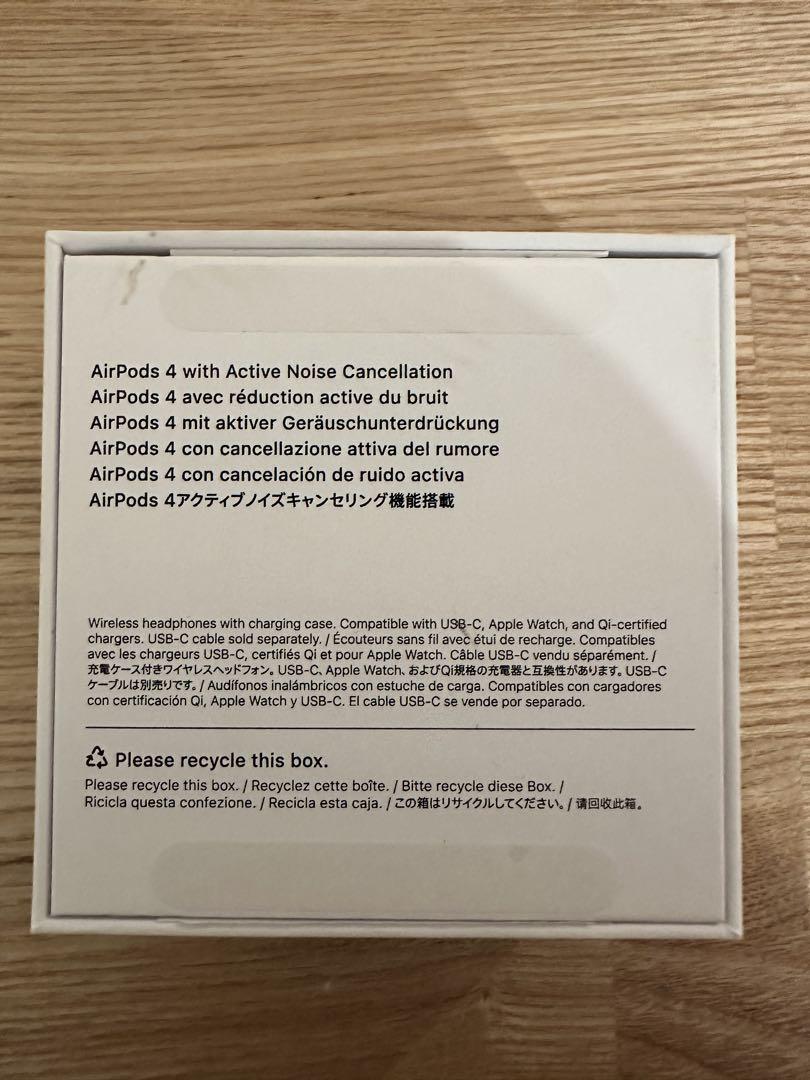 AirPods 4 with Active Noise Cancellation
AirPods 4 avec réduction active du bruit
AirPods 4 mit aktiver Geräuschunterdrückung
AirPods 4 con cancellazione attiva del rumore
AirPods 4 con cancelación de ruido activa
AirPods 4アクティブノイズキャンセリング機能搭載
Wireless headphones with charging case. Compatible with USB-C, Apple Watch, and Qi-certified
chargers. USB-C cable sold separately. / Écouteurs sans fil avec étui de recharge. Compatibles
avec les chargeurs USB-C, certifiés Qi et pour Apple Watch. Câble USB-C vendu séparément. /
充電ケース付きワイヤレスヘッドフォン。USB-C、Apple Watch、およびQi規格の充電器と互換性があります。USB-C
ケーブルは別売りです。/ Audífonos inalámbricos con estuche de carga. Compatibles con cargadores
con certificación Qi, Apple Watch y USB-C. El cable USB-C se vende por separado.
Please recycle this box.
Please recycle this box. / Recyclez cette boîte. / Bitte recycle diese Box. /
Ricicla questa confezione. / Recicla esta caja. / この箱はリサイクルしてください。/ 请回收此箱。